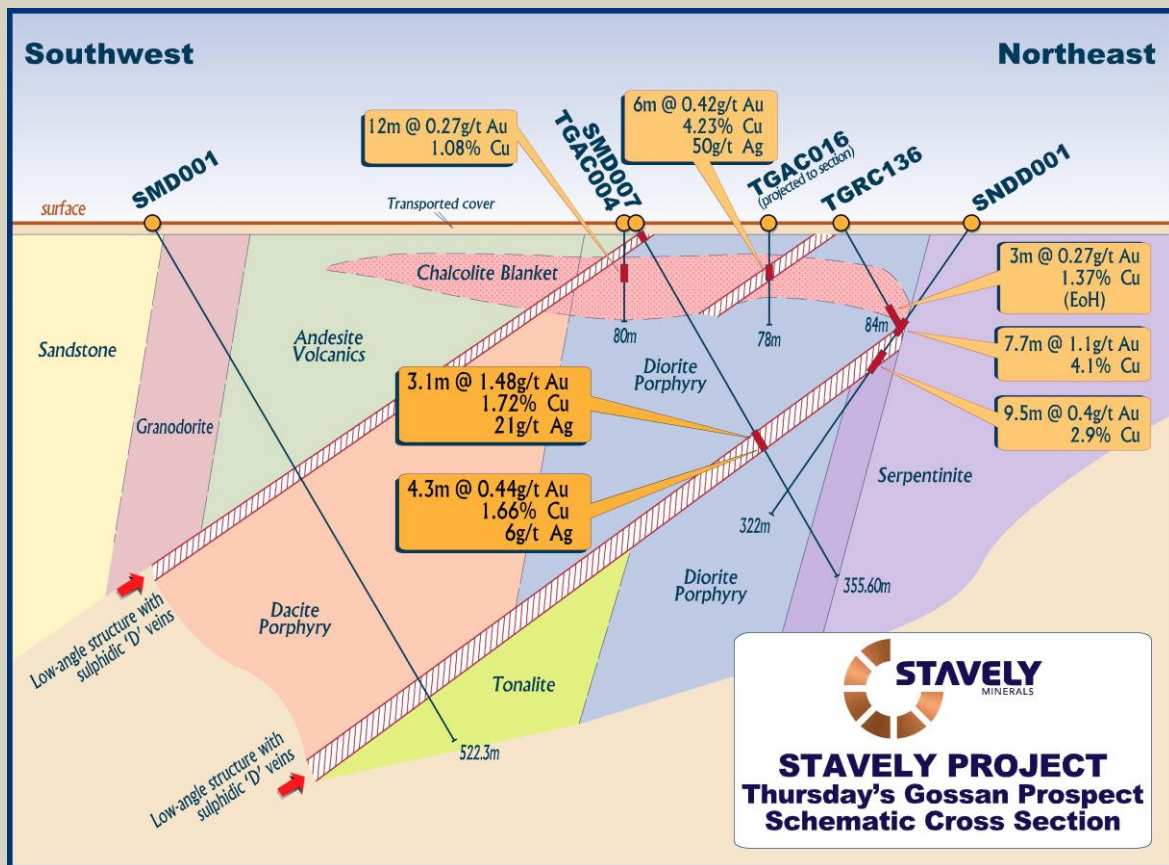 Southwest
Northeast
12m @ 0.27g/t Au
1.08% Cu
6m @ 0.42g/t Au
4.23% Cu
50g/t Ag
SMD001
TGAC004
SMD007
TGAC016
(projected to section)
TGRC136
SNDD001
surface
Transported cover
3m @ 0.27g/t Au
1.37% Cu
(EoH)
Chalcolite Blanket
80m
78m
84m
7.7m @ 1.1g/t Au
4.1% Cu
Sandstone
Andesite
Volcanics
Granodorite
Diorite
Porphyry
3.1m @ 1.48g/t Au
1.72% Cu
21g/t Ag
9.5m @ 0.4g/t Au
2.9% Cu
4.3m @ 0.44g/t Au
1.66% Cu
6g/t Ag
Serpentinite
322m
355.60m
Diorite
Porphyry
Dacite
Porphyry
Low-angle structure with
sulphidic 'D' veins
Tonalite
522.3m
Low-angle structure with
sulphidic 'D' veins
STAVELY
MINERALS
STAVELY PROJECT
Thursday's Gossan Prospect
Schematic Cross Section